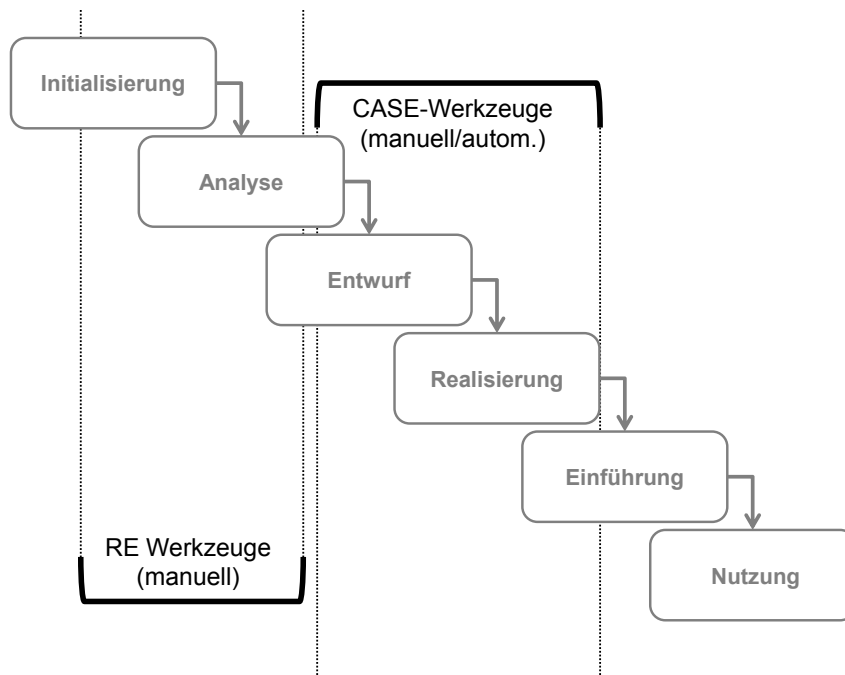 Initialisierung
CASE-Werkzeuge
(manuell/autom.)
Analyse
Entwurf
Realisierung
Einführung
RE Werkzeuge
(manuell)
Nutzung